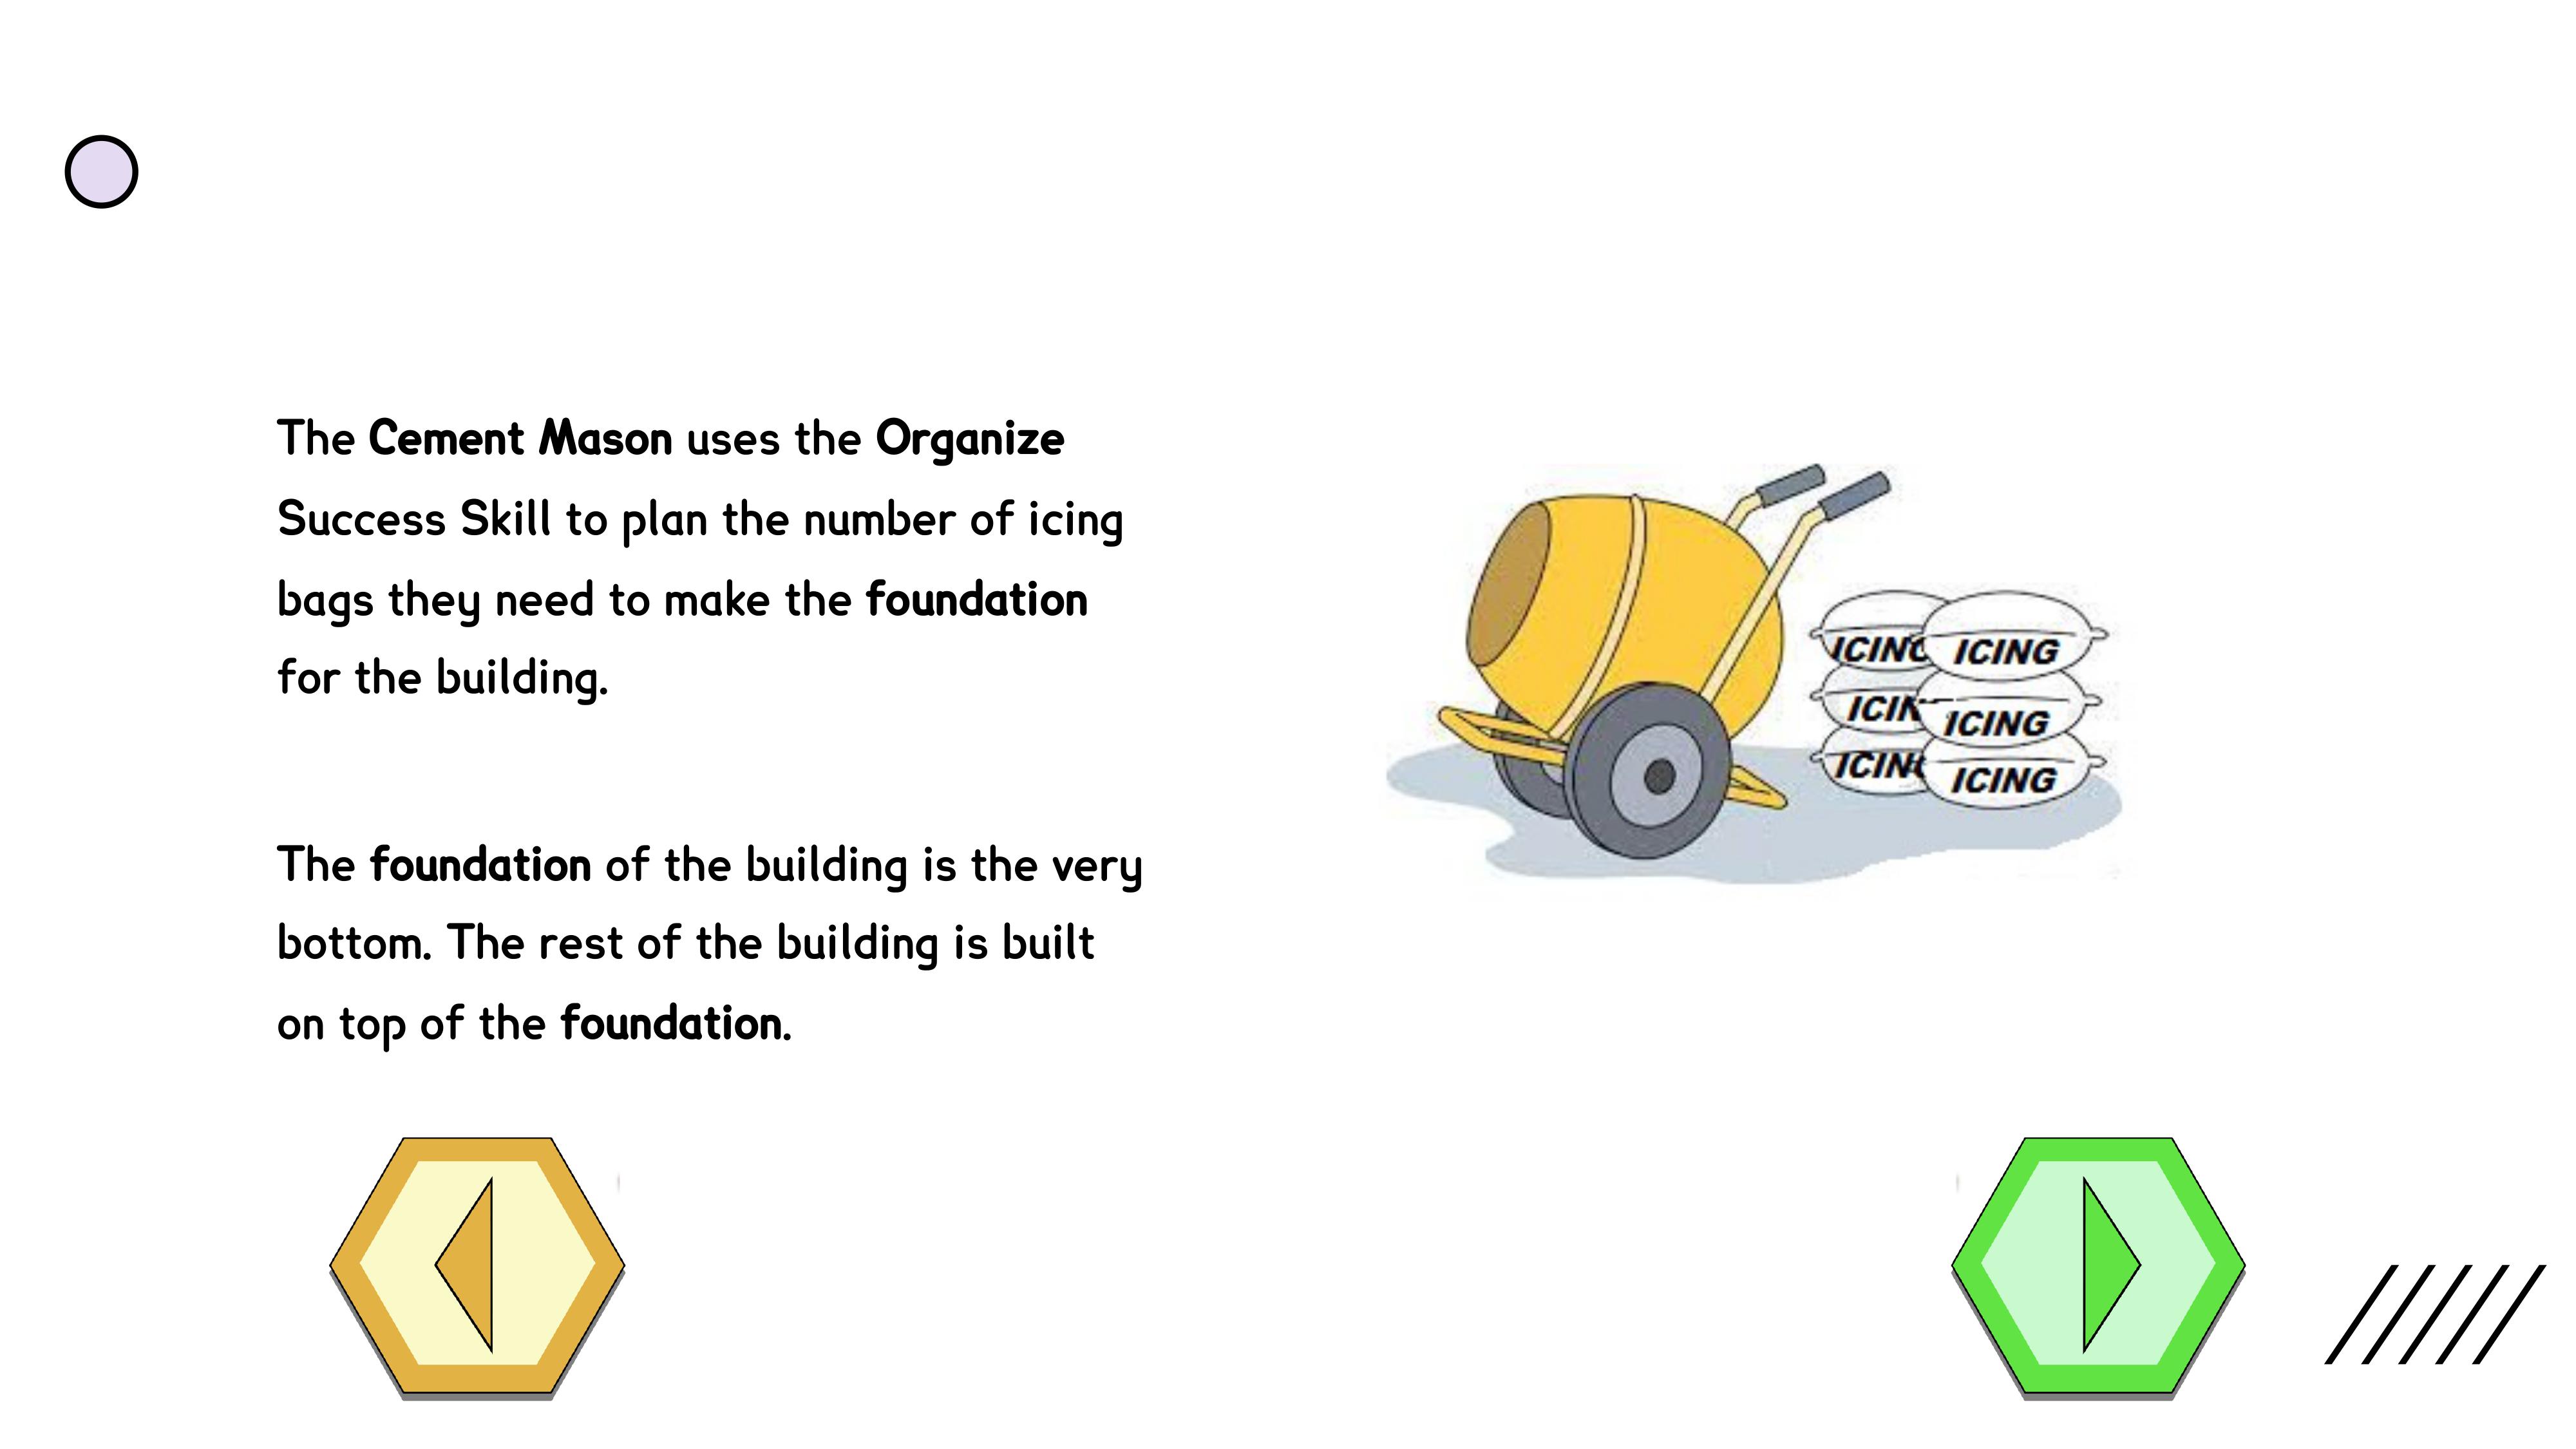 The Cement Mason uses the Organize
Success Skill to plan the number of icing
bags they need to make the foundation
for the building.
The foundation of the building is the very
bottom. The rest of the building is built
on top of the foundation.
ICING ICING
ICING ICING
ICING ICING